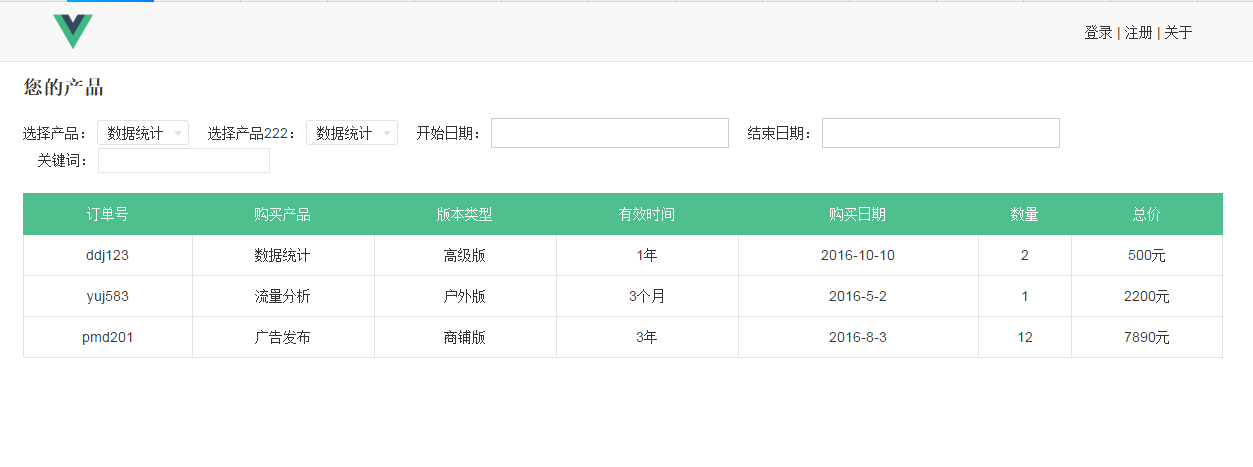 登录 | 注册 | 关于
您的产品
选择产品： 数据统计 选择产品222： 数据统计 开始日期： 结束日期：
关键词：
订单号 购买产品 版本类型 有效时间 购买日期 数量 总价
ddj123 数据统计 高级版 1年 2016-10-10 2 500元
yuj583 流量分析 户外版 3个月 2016-5-2 1 2200元
pmd201 广告发布 商铺版 3年 2016-8-3 12 7890元